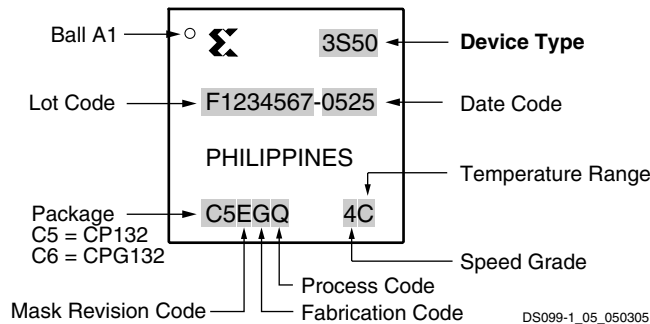 Ball A1
3S50
Device Type
Lot Code
F1234567-0525
Date Code
PHILIPPINES
Temperature Range
Package
C5 = CP132
C6 = CPG132
C5EGQ
4C
Speed Grade
Process Code
Mask Revision Code
Fabrication Code
DS099-1_05_050305